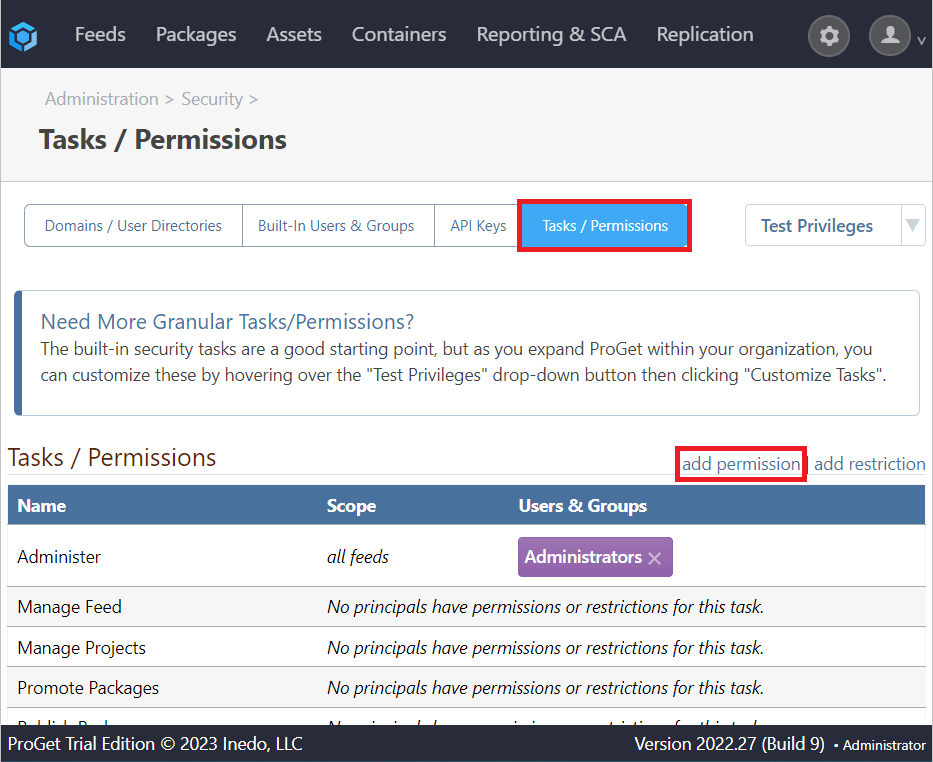 Feeds Packages Assets Containers Reporting & SCA Replication
Administration > Security >
Tasks / Permissions
Domains / User Directories Built-In Users & Groups API Keys Tasks / Permissions Test Privileges
Need More Granular Tasks/Permissions?
The built-in security tasks are a good starting point, but as you expand ProGet within your organization, you
can customize these by hovering over the "Test Privileges" drop-down button then clicking "Customize Tasks".
Tasks / Permissions add permission add restriction
Name Scope Users & Groups
Administer all feeds Administrators ×
Manage Feed No principals have permissions or restrictions for this task.
Manage Projects No principals have permissions or restrictions for this task.
Promote Packages No principals have permissions or restrictions for this task.
ProGet Trial Edition © 2023 Inedo, LLC Version 2022.27 (Build 9) • Administrator